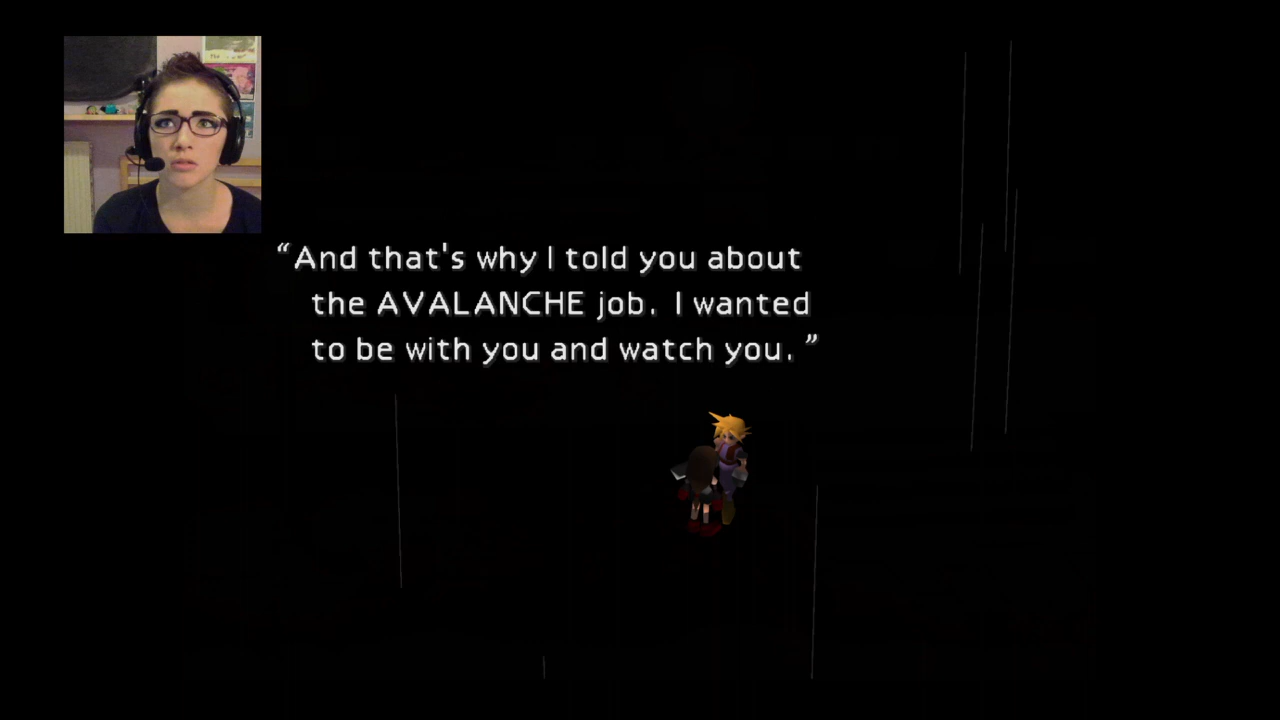 “And that's why I told you about
the AVALANCHE job. I wanted
to be with you and watch you.”